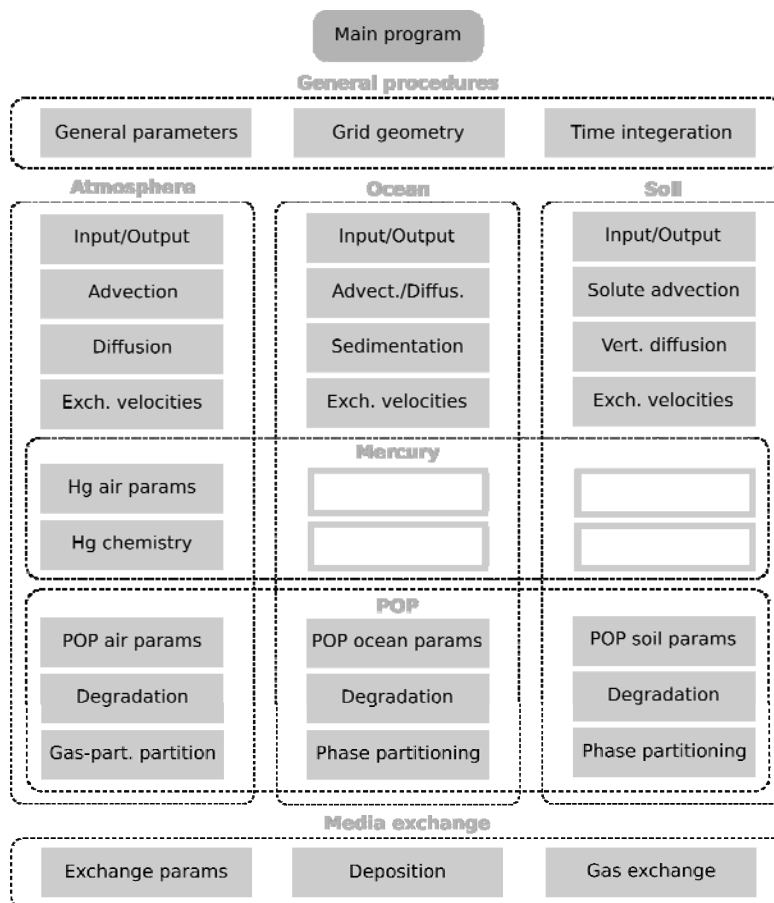 Main program
General procedures
General parameters
Grid geometry
Time integeration
Atmosphere
Ocean
Soil
Input/Output
Input/Output
Input/Output
Advection
Advect./Diffus.
Solute advection
Diffusion
Sedimentation
Vert. diffusion
Exch. velocities
Exch. velocities
Exch. velocities
Mercury
Hg air params
Hg chemistry
POP
POP air params
POP ocean params
POP soil params
Degradation
Degradation
Degradation
Gas-part. partition
Phase partitioning
Phase partitioning
Media exchange
Exchange params
Deposition
Gas exchange